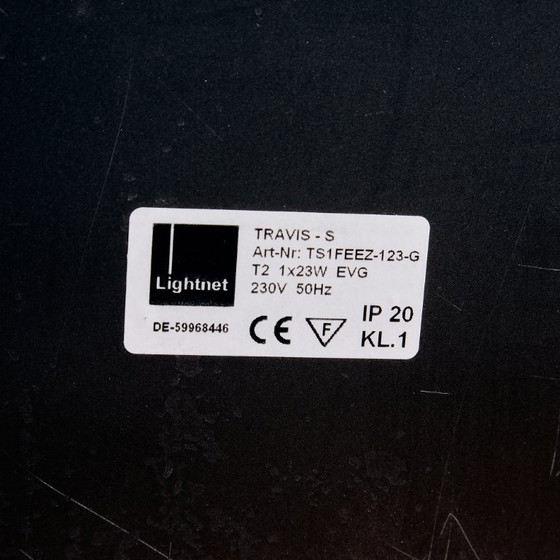 Lightnet
DE-59968446
TRAVIS - S
Art-Nr: TS1FEEZ-123-G
T2 1x23W EVG
230V 50Hz
CE F
IP 20
KL.1